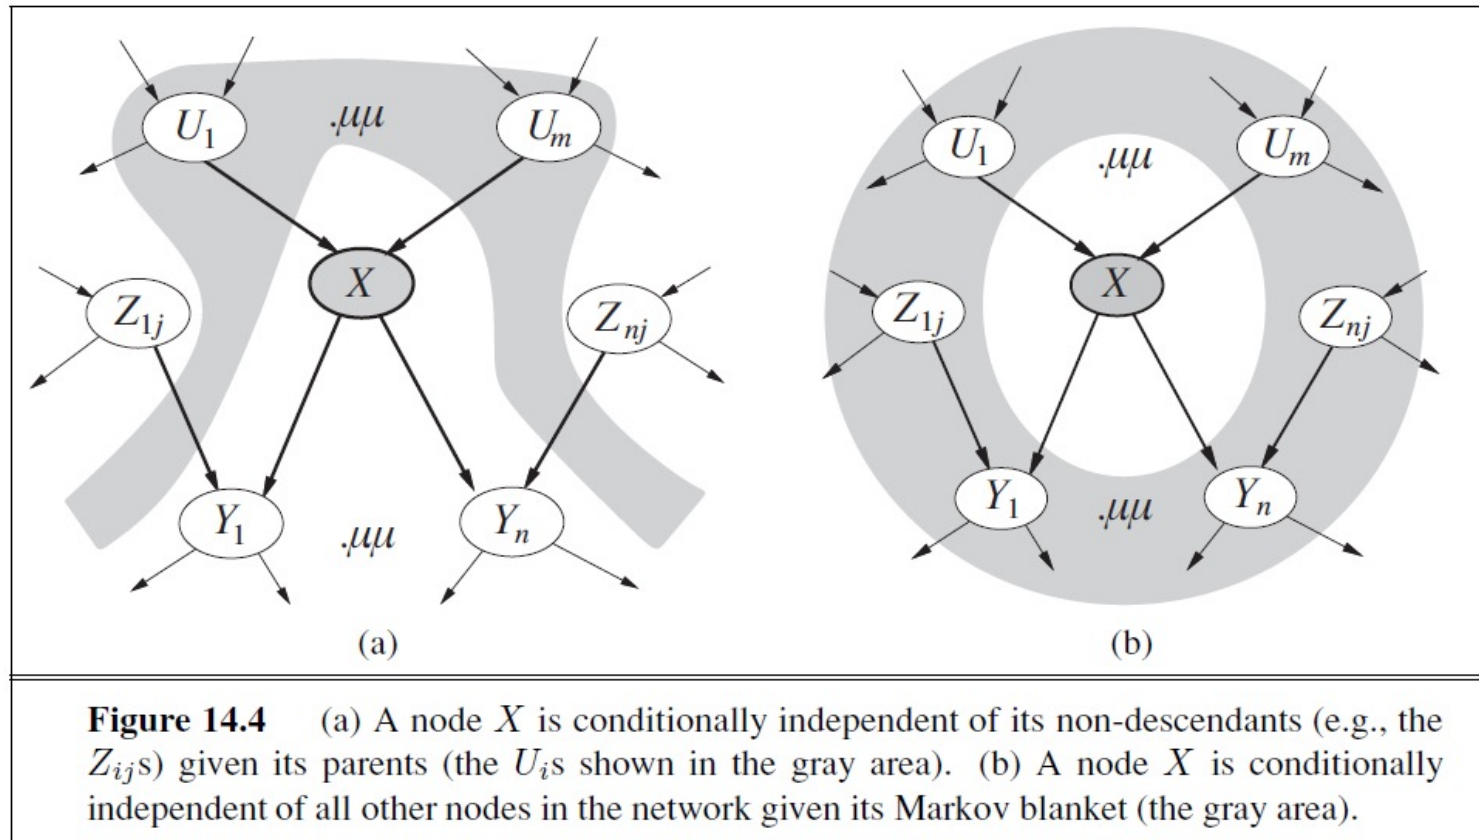 U1 .μμ Um
X
Z1j Znj
Y1 .μμ Yn
(a)
U1 .μμ Um
X
Z1j Znj
Y1 .μμ Yn
(b)
Figure 14.4 (a) A node X is conditionally independent of its non-descendants (e.g., the
Zijs) given its parents (the Uis shown in the gray area). (b) A node X is conditionally
independent of all other nodes in the network given its Markov blanket (the gray area).